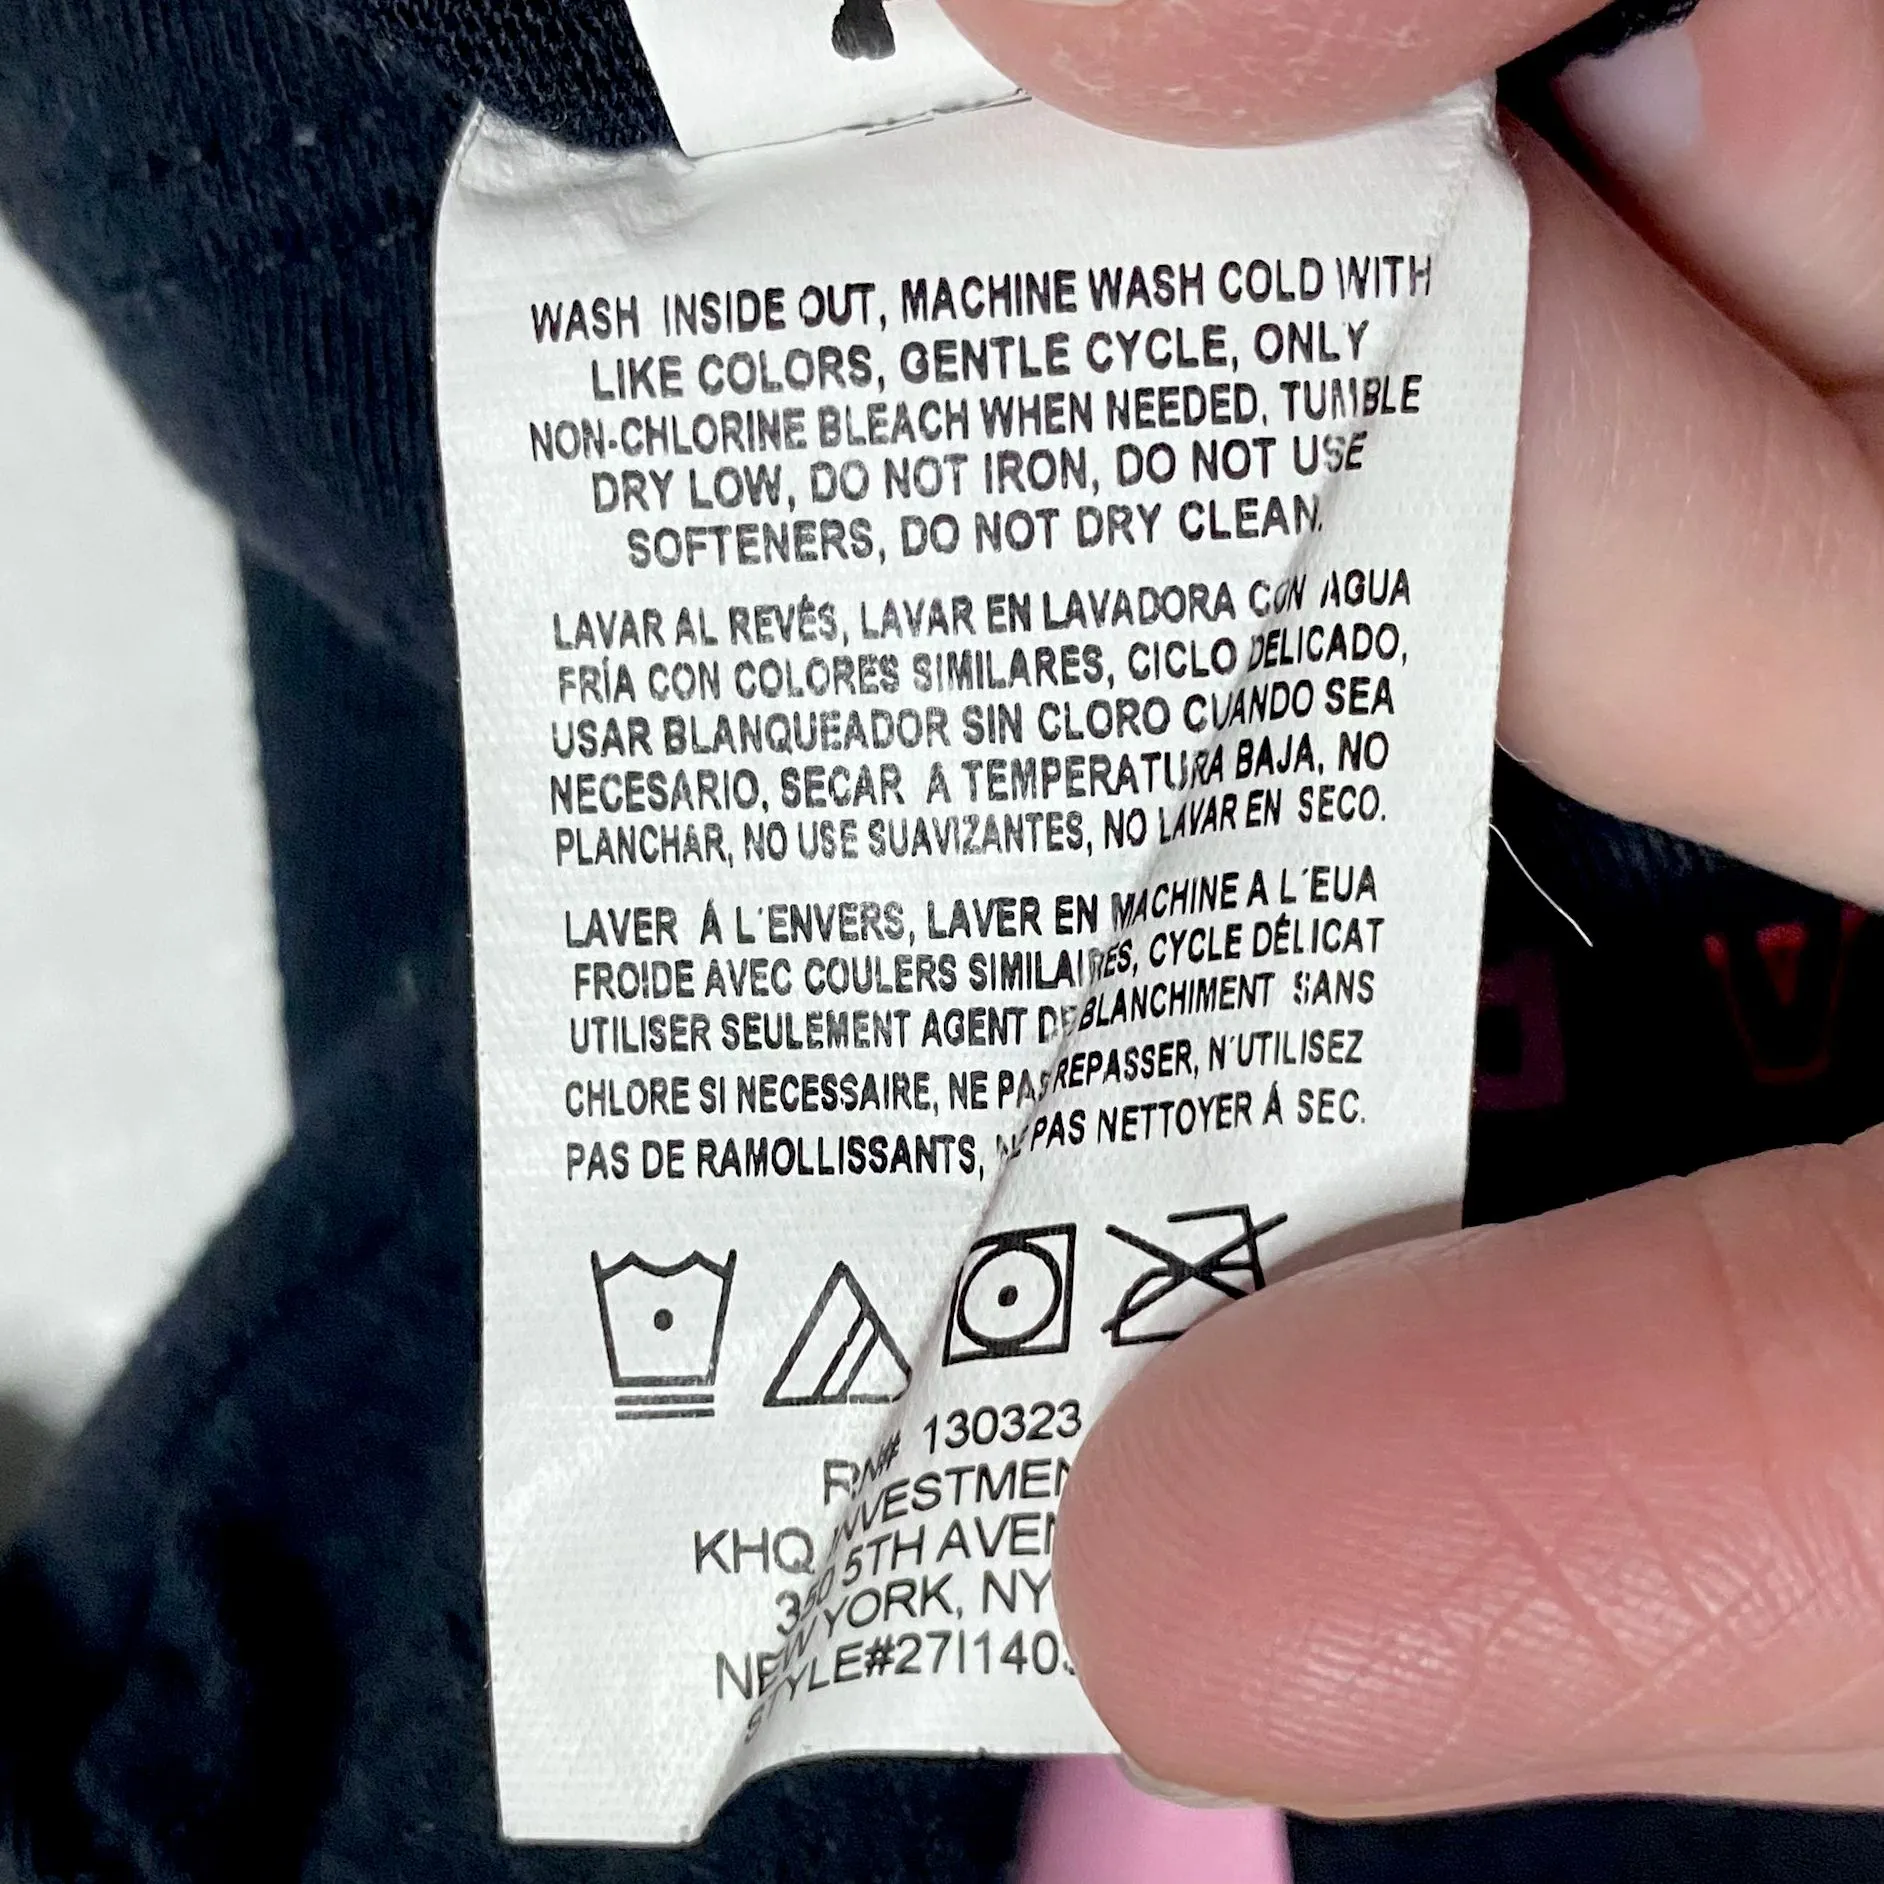 WASH INSIDE OUT, MACHINE WASH COLD WITH
LIKE COLORS, GENTLE CYCLE, ONLY
NON-CHLORINE BLEACH WHEN NEEDED, TUMBLE
DRY LOW, DO NOT IRON, DO NOT USE
SOFTENERS, DO NOT DRY CLEAN.
LAVAR AL REVÉS, LAVAR EN LAVADORA CON AGUA
FRÍA CON COLORES SIMILARES, CICLO DELICADO,
USAR BLANQUEADOR SIN CLORO CUANDO SEA
NECESARIO, SECAR A TEMPERATURA BAJA, NO
PLANCHAR, NO USE SUAVIZANTES, NO LAVAR EN SECO.
LAVER Á L´ENVERS, LAVER EN MACHINE A L´EUA
FROIDE AVEC COULERS SIMILAIRES, CYCLE DÉLICAT
UTILISER SEULEMENT AGENT DE BLANCHIMENT SANS
CHLORE SI NECESSAIRE, NE PAS REPASSER, N´UTILISEZ
PAS DE RAMOLLISSANTS, NE PAS NETTOYER Á SEC.
RN# 130323
KHQ
350 5TH
NEW YORK, NY
STYLE#27I140